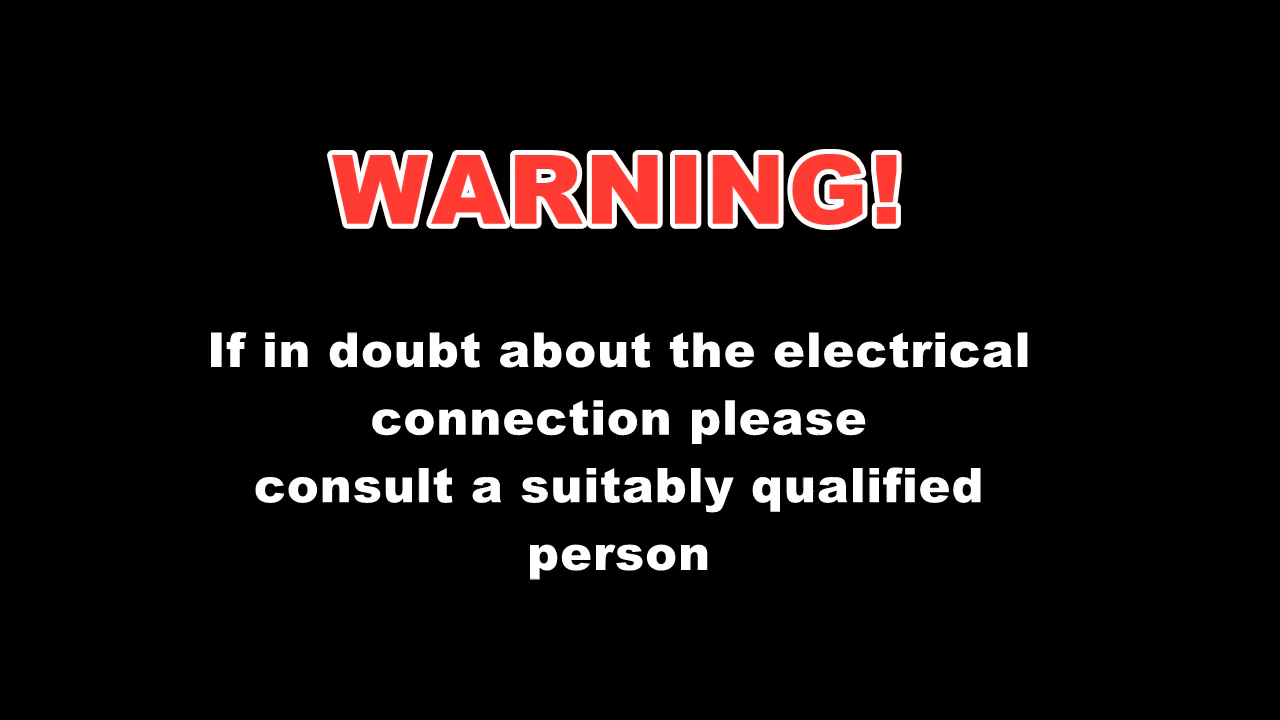 WARNING!
If in doubt about the electrical
connection please
consult a suitably qualified
person